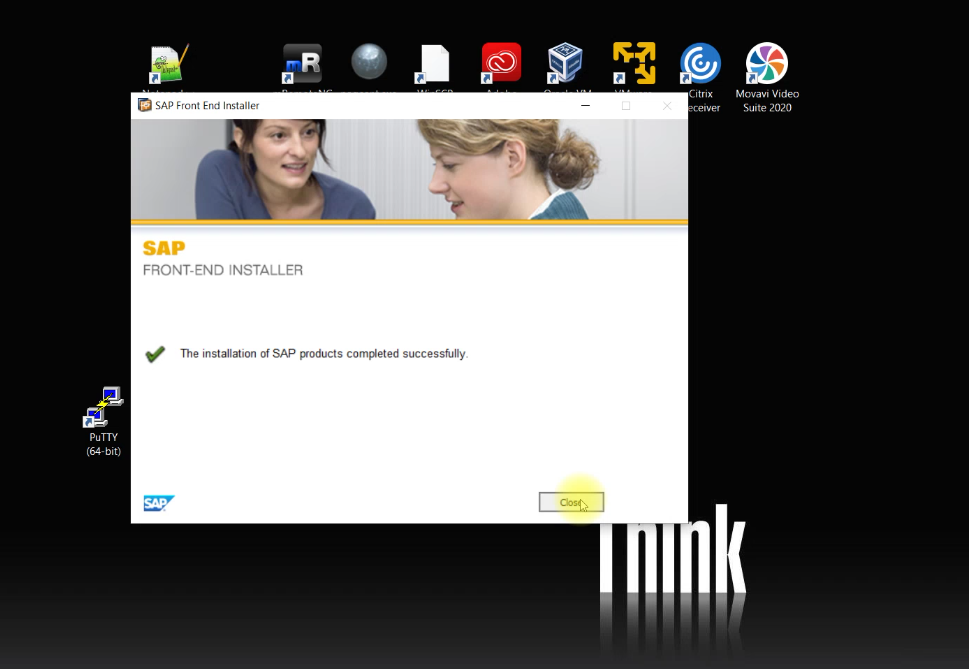 Citrix
eceiver
Movavi Video
Suite 2020
SAP Front End Installer
SAP
FRONT-END INSTALLER
The installation of SAP products completed successfully.
PuTTY
(64-bit)
SAP
Close
Think